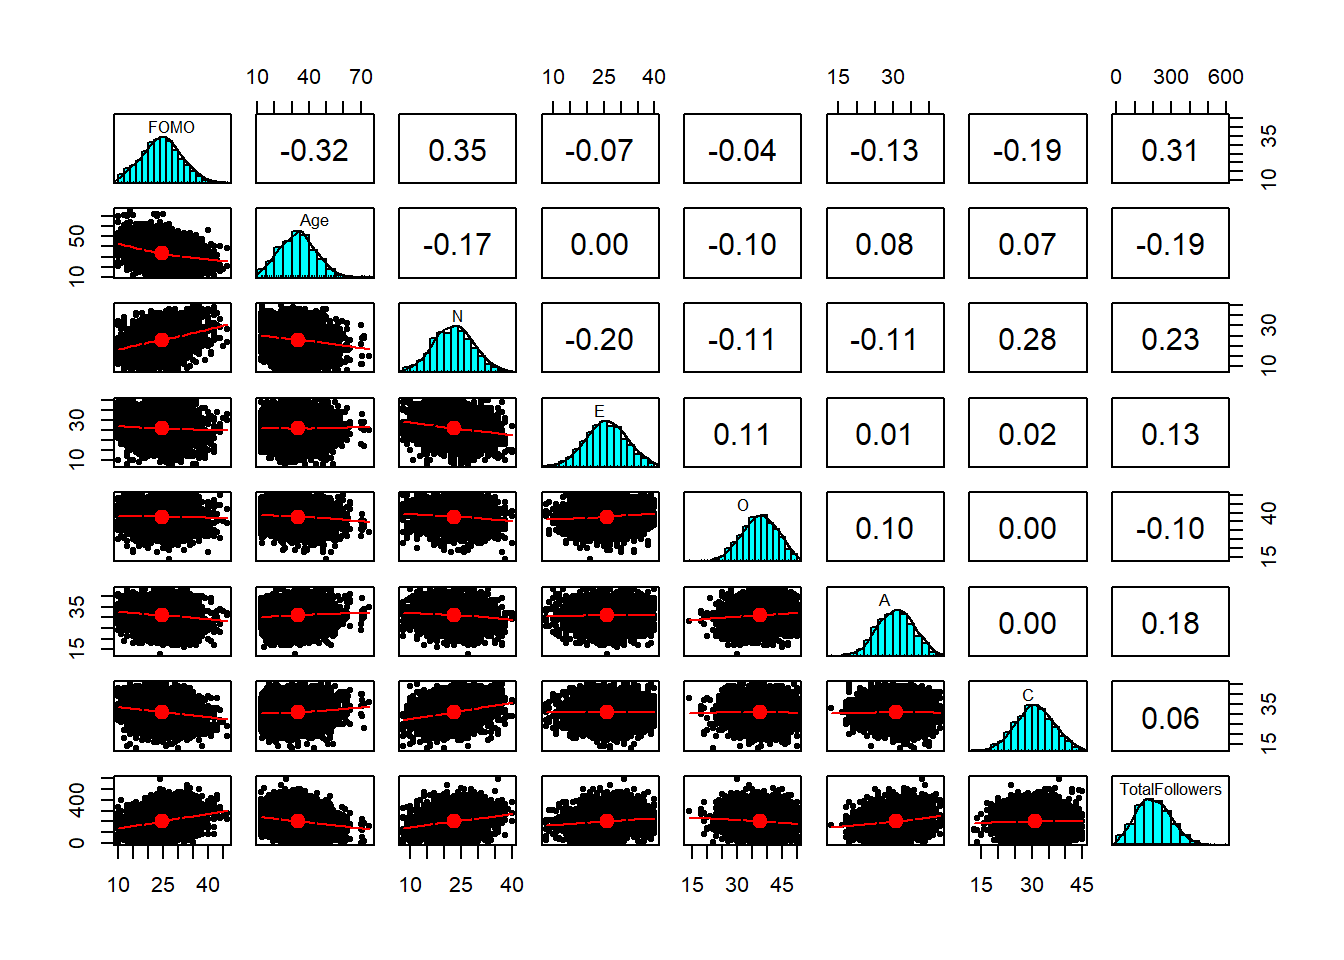 10 40 70 10 25 40 15 30 0 300 600
FOMO -0.32 0.35 -0.07 -0.04 -0.13 -0.19 0.31 10 35
10 50 Age -0.17 0.00 -0.10 0.08 0.07 -0.19
N -0.20 -0.11 -0.11 0.28 0.23 10 30
10 30 E 0.11 0.01 0.02 0.13
O 0.10 0.00 -0.10 15 40
15 35 A 0.00 0.18
C 0.06 15 35
0 400 TotalFollowers
10 25 40 10 25 40 15 30 45 15 30 45